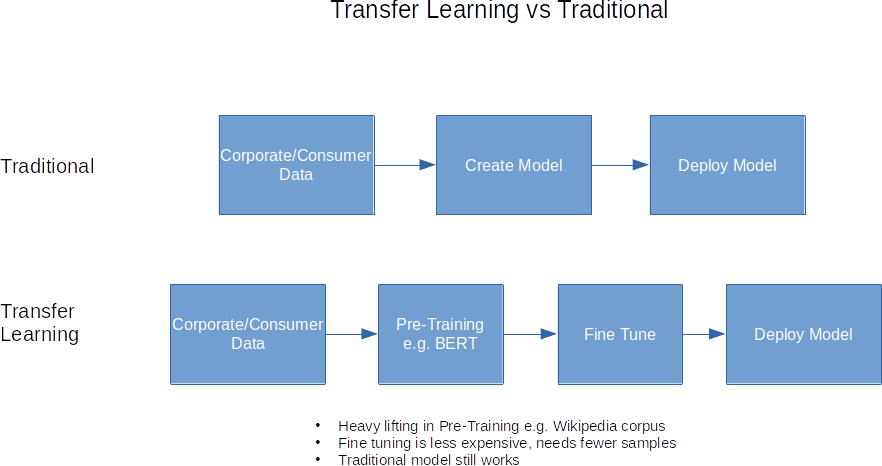 Transfer Learning vs Traditional
Traditional
Corporate/Consumer
Data
Create Model
Deploy Model
Transfer
Learning
Corporate/Consumer
Data
Pre-Training
e.g. BERT
Fine Tune
Deploy Model
• Heavy lifting in Pre-Training e.g. Wikipedia corpus
• Fine tuning is less expensive, needs fewer samples
• Traditional model still works